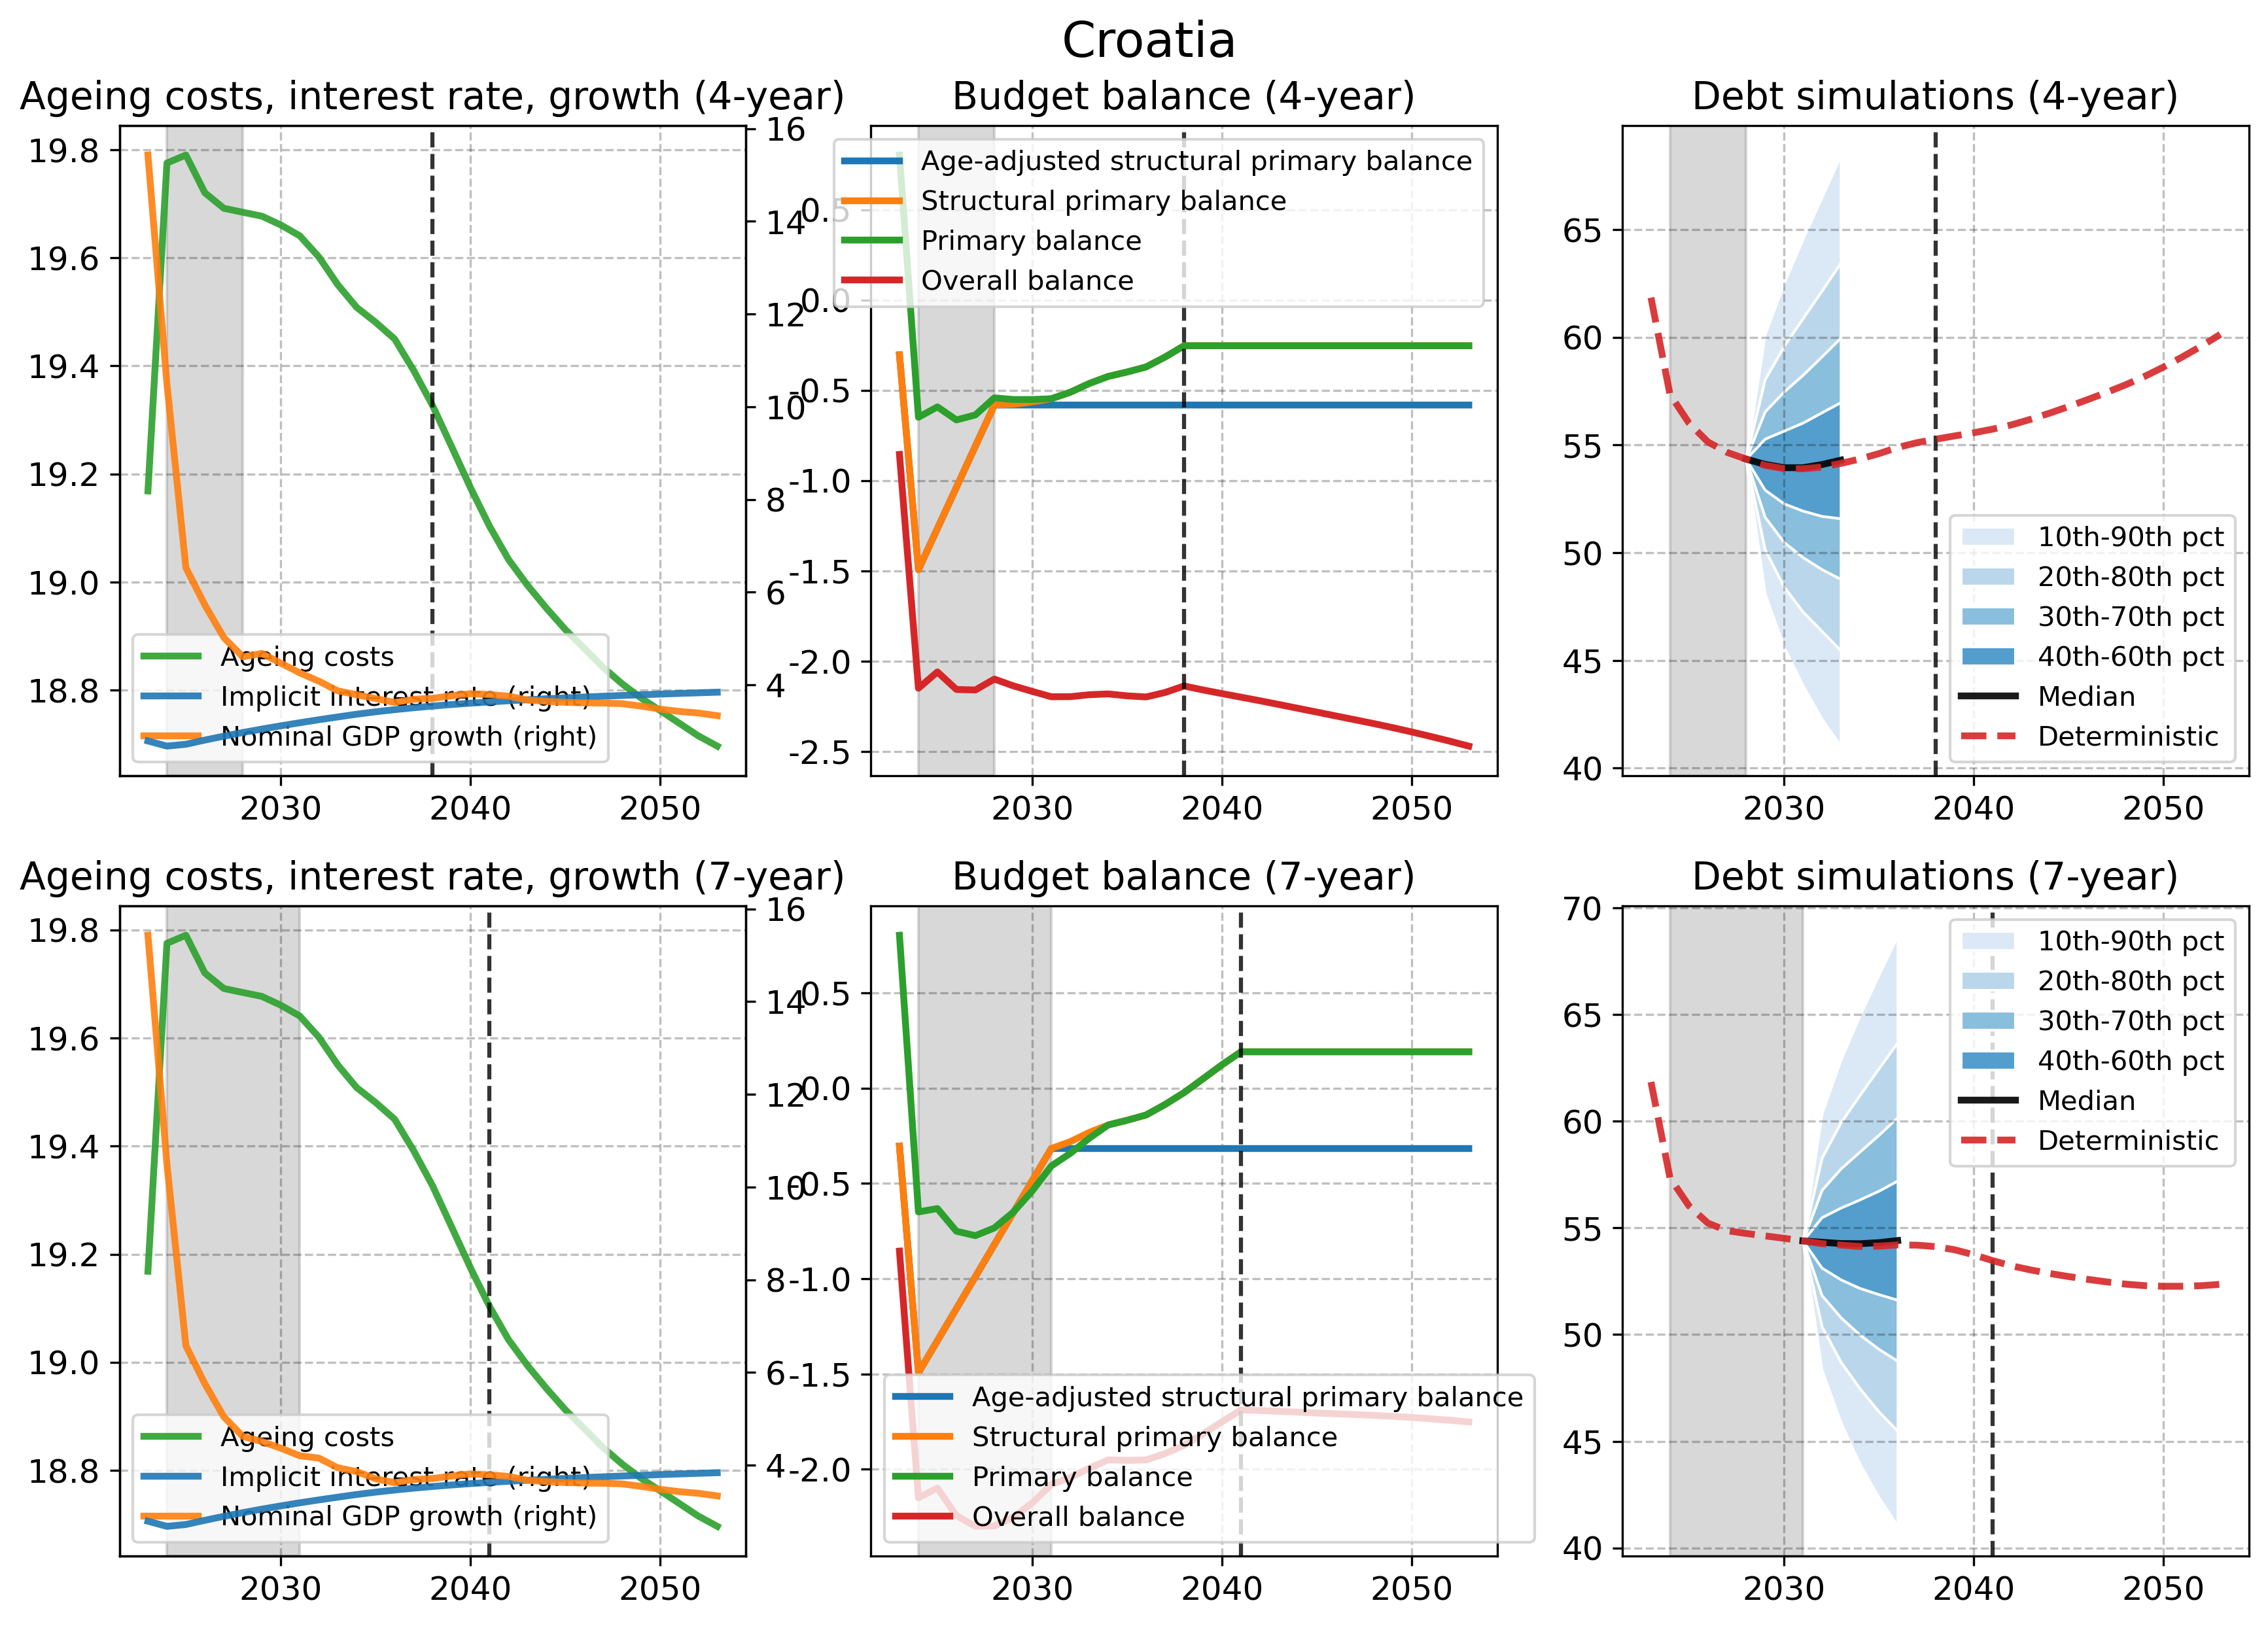 Croatia
Ageing costs, interest rate, growth (4-year)
19.8
19.6
19.4
19.2
19.0
18.8
16
14
12
10
8
6
4
2030
2040
2050
Ageing costs
Implicit interest rate (right)
Nominal GDP growth (right)
Budget balance (4-year)
0.5
0.0
-0.5
-1.0
-1.5
-2.0
-2.5
2030
2040
2050
Age-adjusted structural primary balance
Structural primary balance
Primary balance
Overall balance
Debt simulations (4-year)
65
60
55
50
45
40
2030
2040
2050
10th-90th pct
20th-80th pct
30th-70th pct
40th-60th pct
Median
Deterministic
Ageing costs, interest rate, growth (7-year)
19.8
19.6
19.4
19.2
19.0
18.8
16
14
12
10
8
6
4
2030
2040
2050
Ageing costs
Implicit interest rate (right)
Nominal GDP growth (right)
Budget balance (7-year)
0.5
0.0
-0.5
-1.0
-1.5
-2.0
2030
2040
2050
Age-adjusted structural primary balance
Structural primary balance
Primary balance
Overall balance
Debt simulations (7-year)
70
65
60
55
50
45
40
2030
2040
2050
10th-90th pct
20th-80th pct
30th-70th pct
40th-60th pct
Median
Deterministic